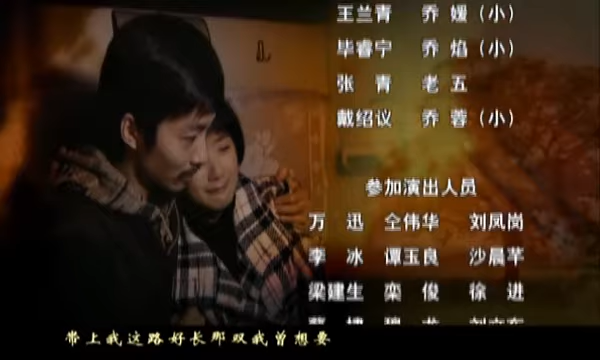 王兰青 乔 媛（小）
毕睿宁 乔 焰（小）
张 青 老 五
戴绍议 乔 蓉（小）
参加演出人员
万 迅 仝伟华 刘凤岗
李 冰 谭玉良 沙晨芊
梁建生 栾 俊 徐 进
带上我这路好长那双我曾想要